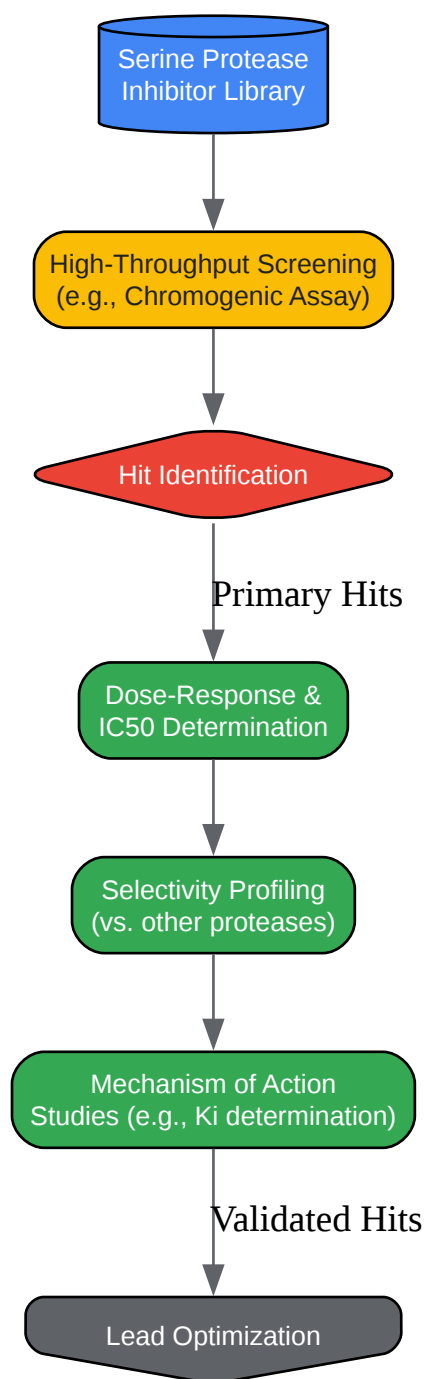 Serine Protease
Inhibitor Library
High-Throughput Screening
(e.g., Chromogenic Assay)
Hit Identification
Primary Hits
Dose-Response &
IC50 Determination
Selectivity Profiling
(vs. other proteases)
Mechanism of Action
Studies (e.g., Ki determination)
Validated Hits
Lead Optimization